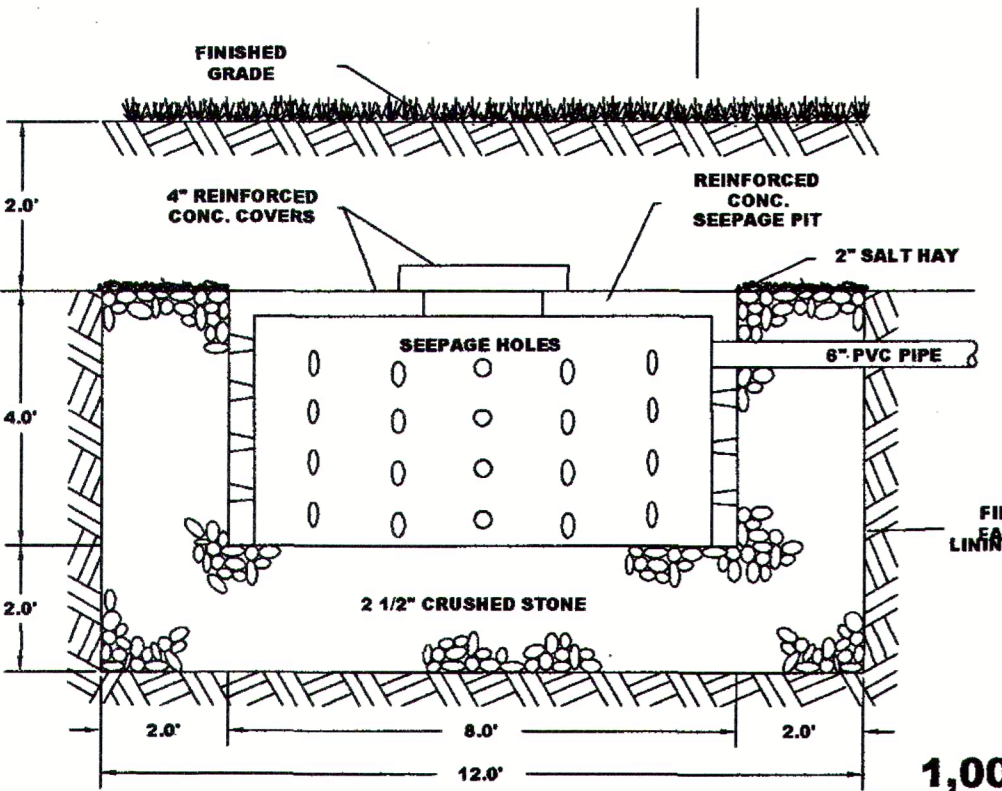 FINISHED
GRADE
2.0'
4" REINFORCED
CONC. COVERS
REINFORCED
CONC.
SEEPAGE PIT
2" SALT HAY
SEEPAGE HOLES
6" PVC PIPE
4.0'
LININ
2.0'
2 1/2" CRUSHED STONE
2.0'
8.0'
2.0'
12.0'
1,00